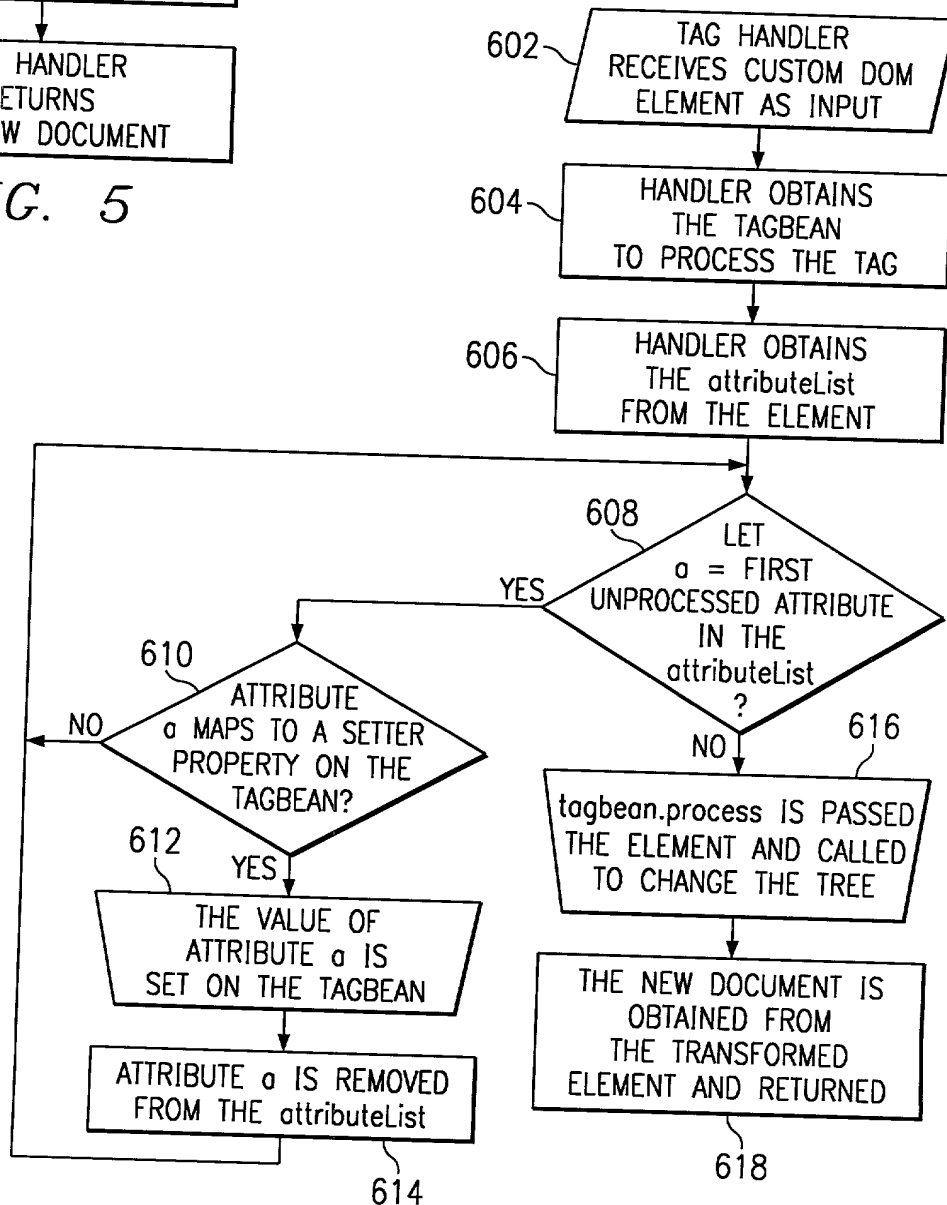 HANDLER
ETURNS
W DOCUMENT
G. 5
602
TAG HANDLER
RECEIVES CUSTOM DOM
ELEMENT AS INPUT
604
HANDLER OBTAINS
THE TAGBEAN
TO PROCESS THE TAG
606
HANDLER OBTAINS
THE attributeList
FROM THE ELEMENT
608
LET
a = FIRST
UNPROCESSED ATTRIBUTE
IN THE
attributeList
?
YES
NO
610
ATTRIBUTE
a MAPS TO A SETTER
PROPERTY ON THE
TAGBEAN?
NO
YES
612
THE VALUE OF
ATTRIBUTE a IS
SET ON THE TAGBEAN
ATTRIBUTE a IS REMOVED
FROM THE attributeList
614
616
tagbean.process IS PASSED
THE ELEMENT AND CALLED
TO CHANGE THE TREE
THE NEW DOCUMENT IS
OBTAINED FROM
THE TRANSFORMED
ELEMENT AND RETURNED
618